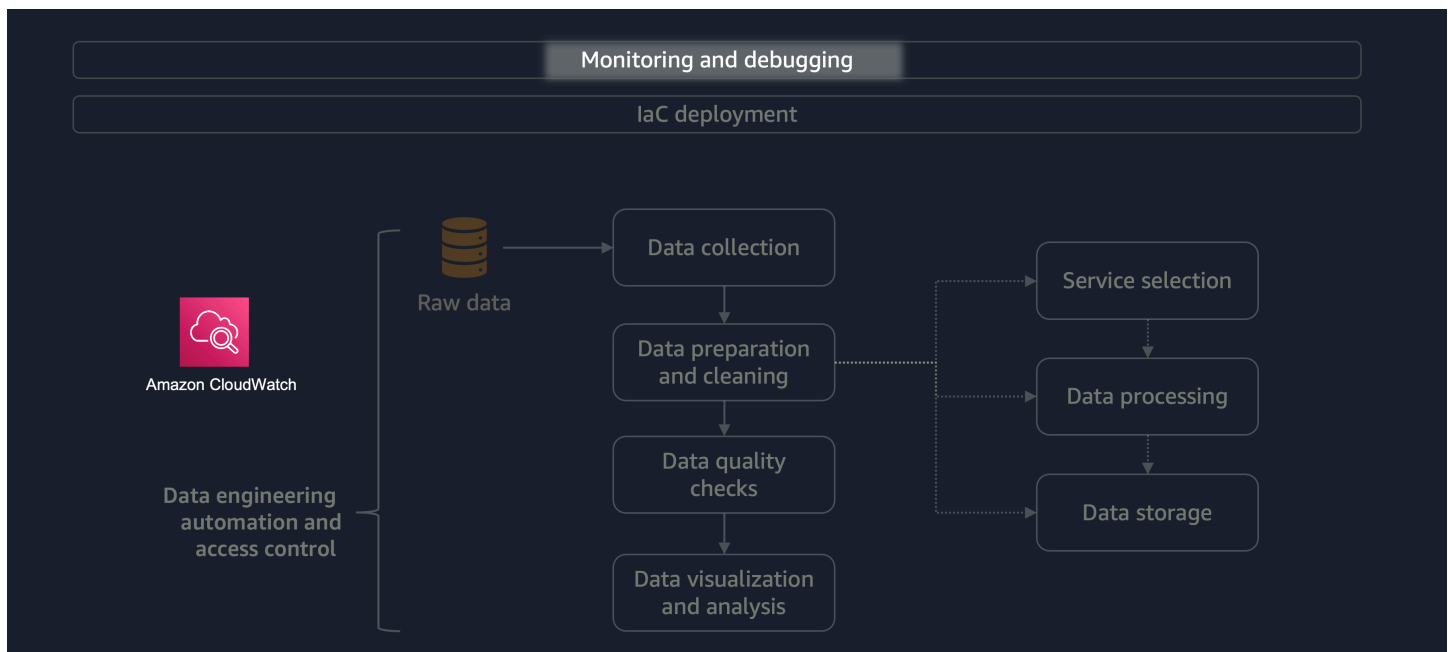 Monitoring and debugging
IaC deployment
Raw data
Data collection
Data preparation
and cleaning
Data quality
checks
Data visualization
and analysis
Service selection
Data processing
Data storage
Amazon CloudWatch
Data engineering
automation and
access control